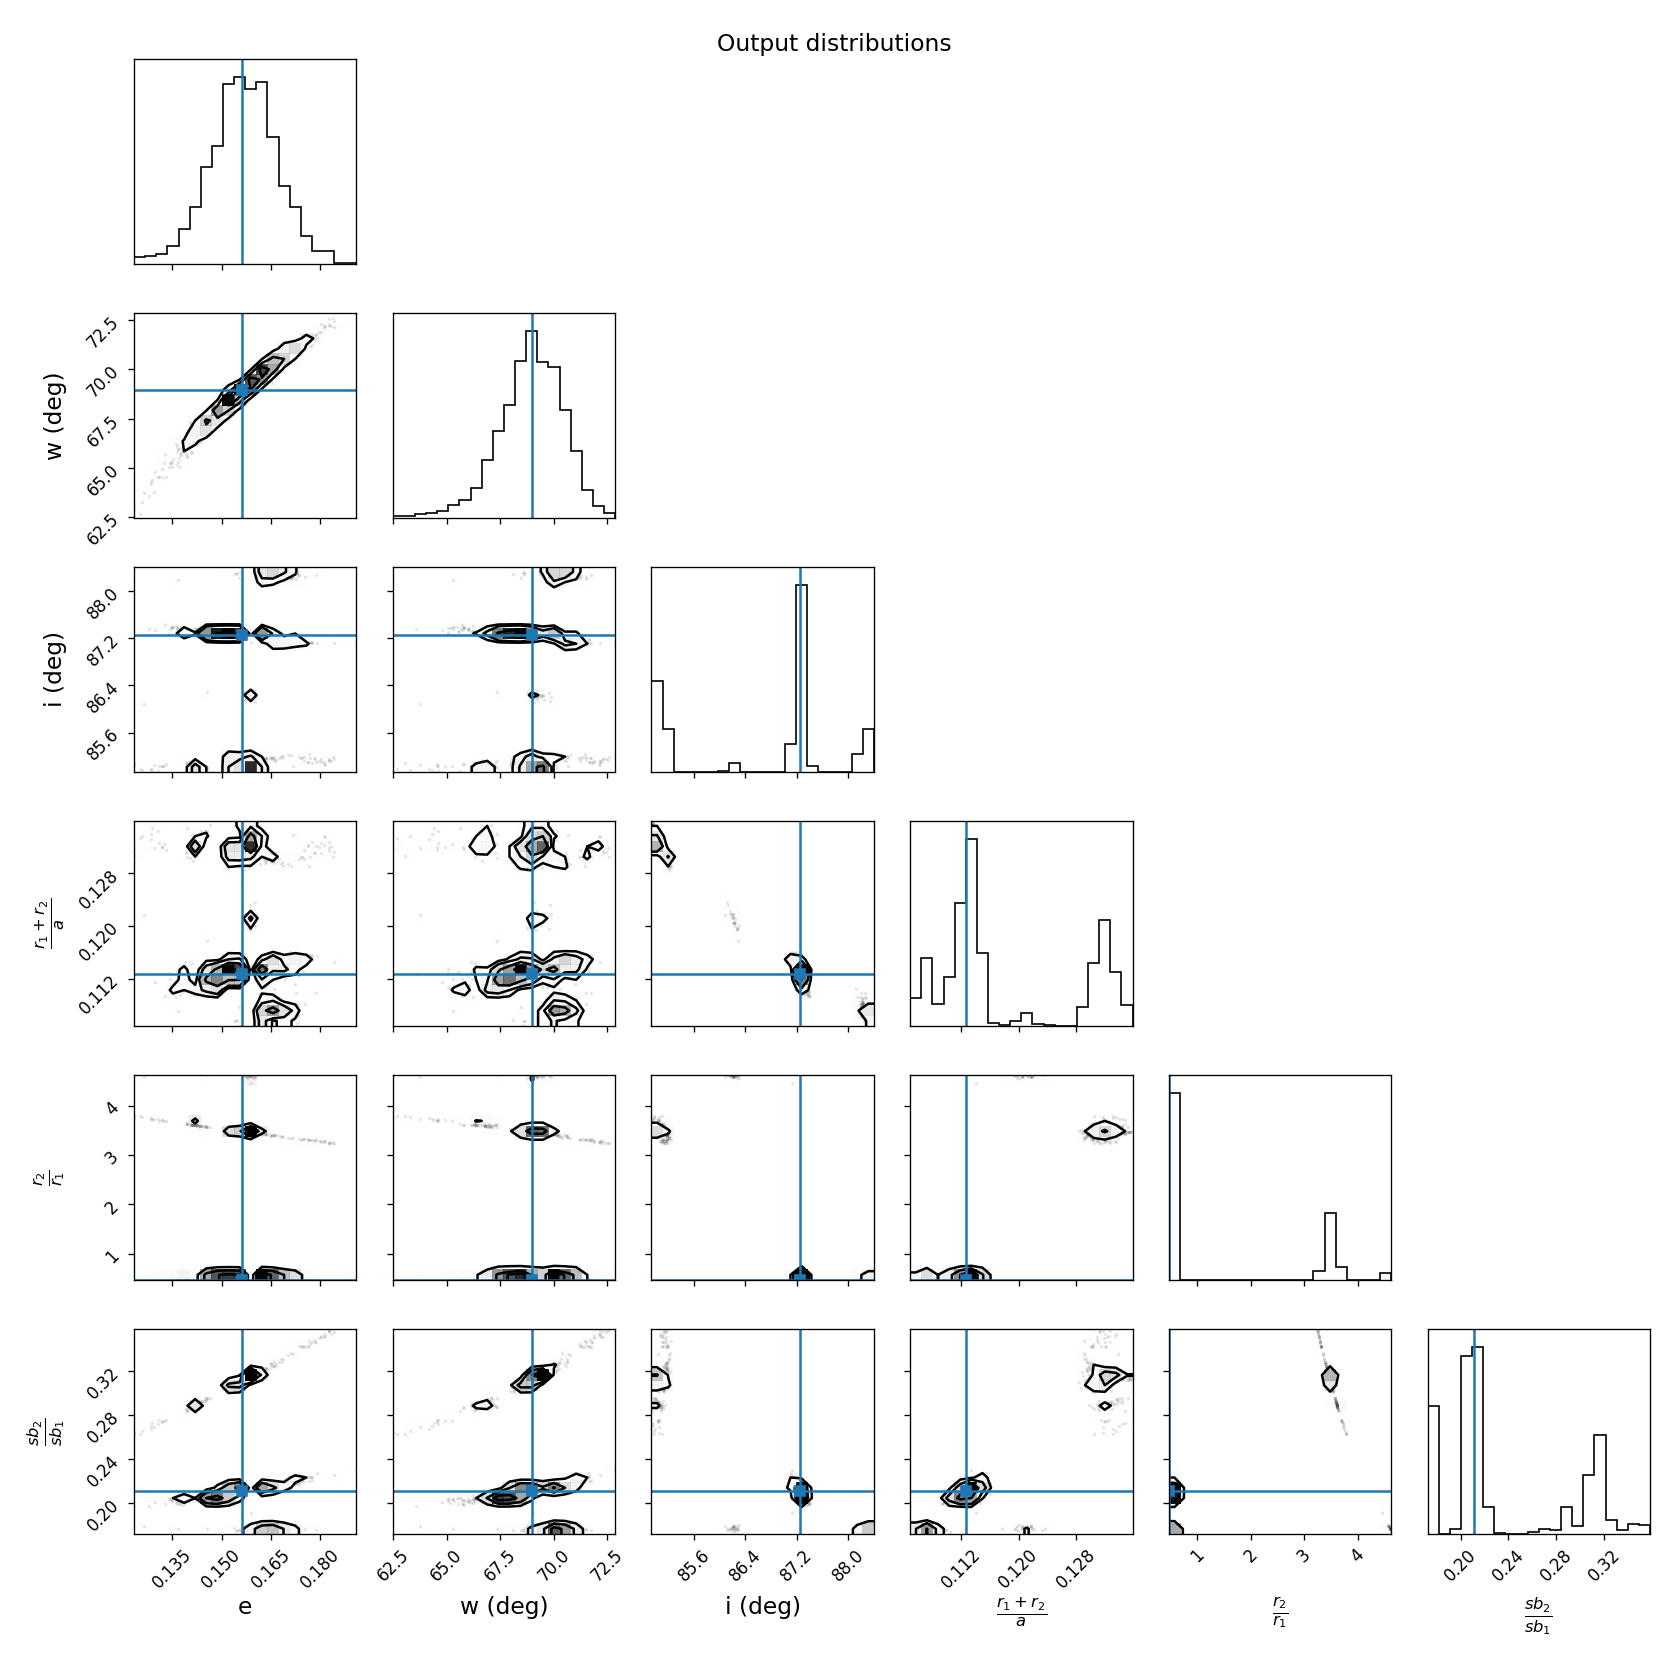 Output distributions
w (deg)
72.5
70.0
67.5
65.0
62.5
i (deg)
88.0
87.2
86.4
85.6
r₁ + r₂
a
0.128
0.120
0.112
r₂
r₁
4
3
2
1
sb₂
sb₁
0.32
0.28
0.24
0.20
0.135 0.150 0.165 0.180 62.5 65.0 67.5 70.0 72.5 85.6 86.4 87.2 88.0 0.112 0.120 0.128 1 2 3 4 0.20 0.24 0.28 0.32
e w (deg) i (deg)
r₁ + r₂ r₂ sb₂
a r₁ sb₁